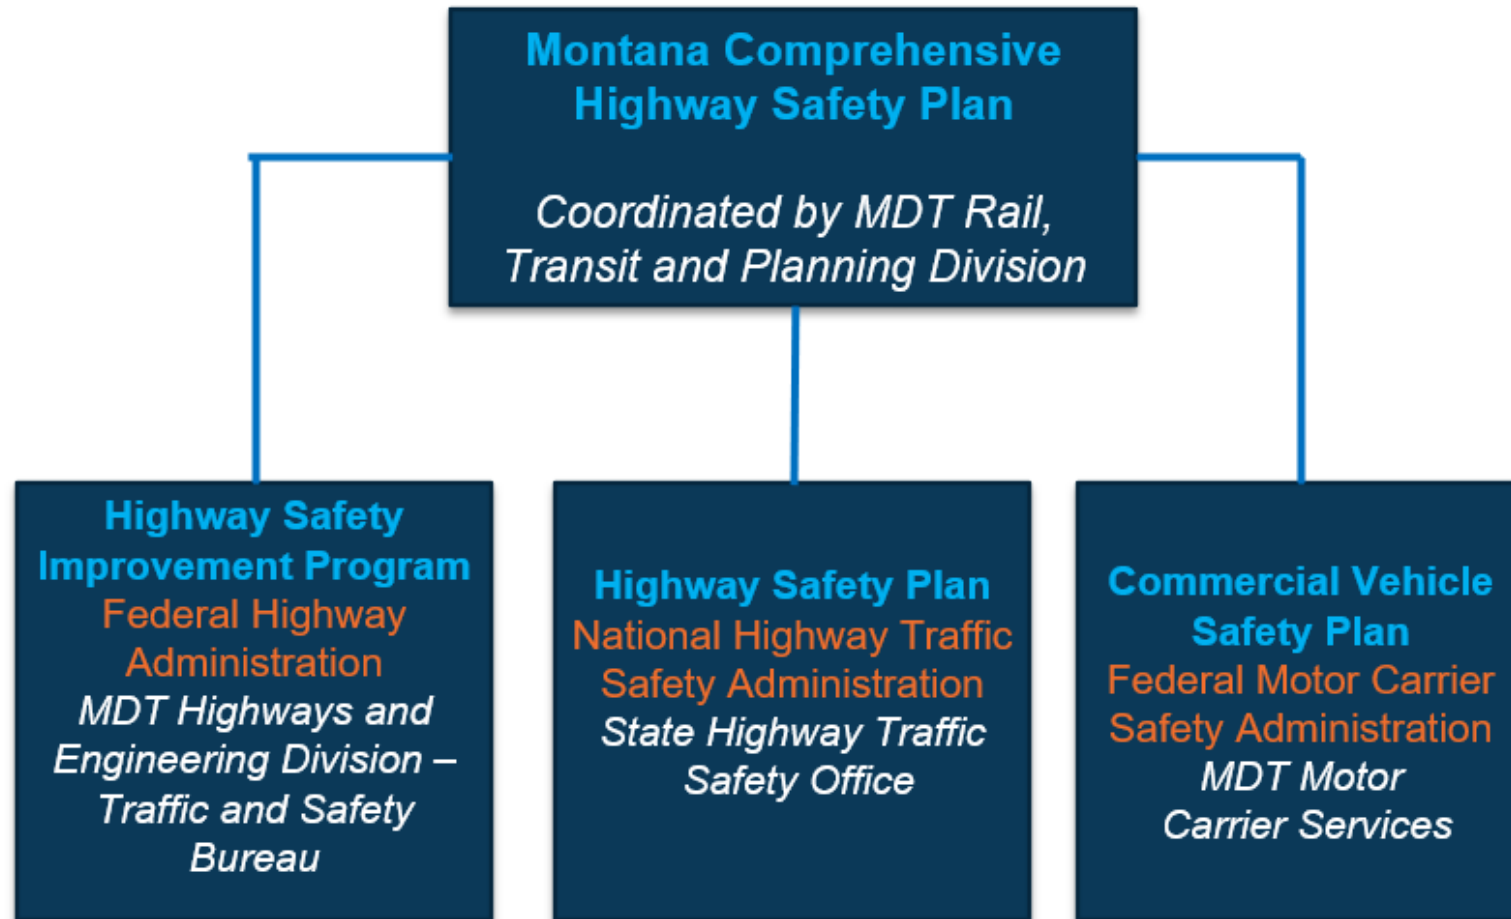 Montana Comprehensive
Highway Safety Plan
Coordinated by MDT Rail,
Transit and Planning Division
Highway Safety
Improvement Program
Federal Highway
Administration
MDT Highways and
Engineering Division –
Traffic and Safety
Bureau
Highway Safety Plan
National Highway Traffic
Safety Administration
State Highway Traffic
Safety Office
Commercial Vehicle
Safety Plan
Federal Motor Carrier
Safety Administration
MDT Motor
Carrier Services